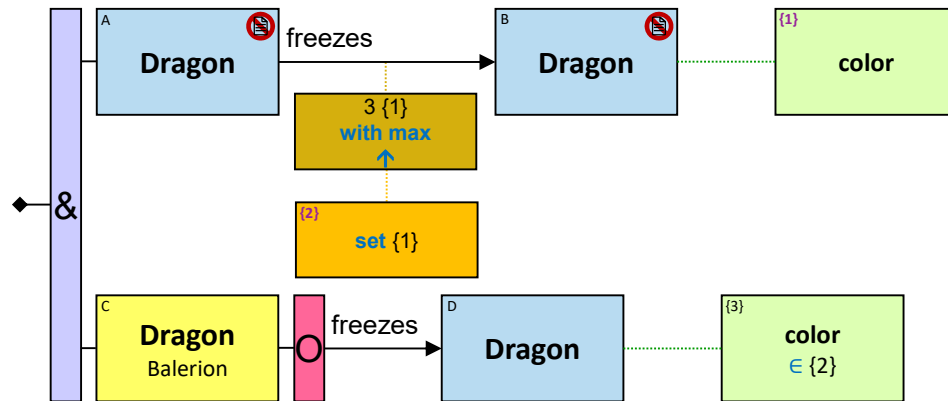 A
Dragon
freezes
B
Dragon
{1}
color
3 {1}
with max
↑
{2}
set {1}
&
C
Dragon
Balerion
O
freezes
D
Dragon
{3}
color
∈ {2}